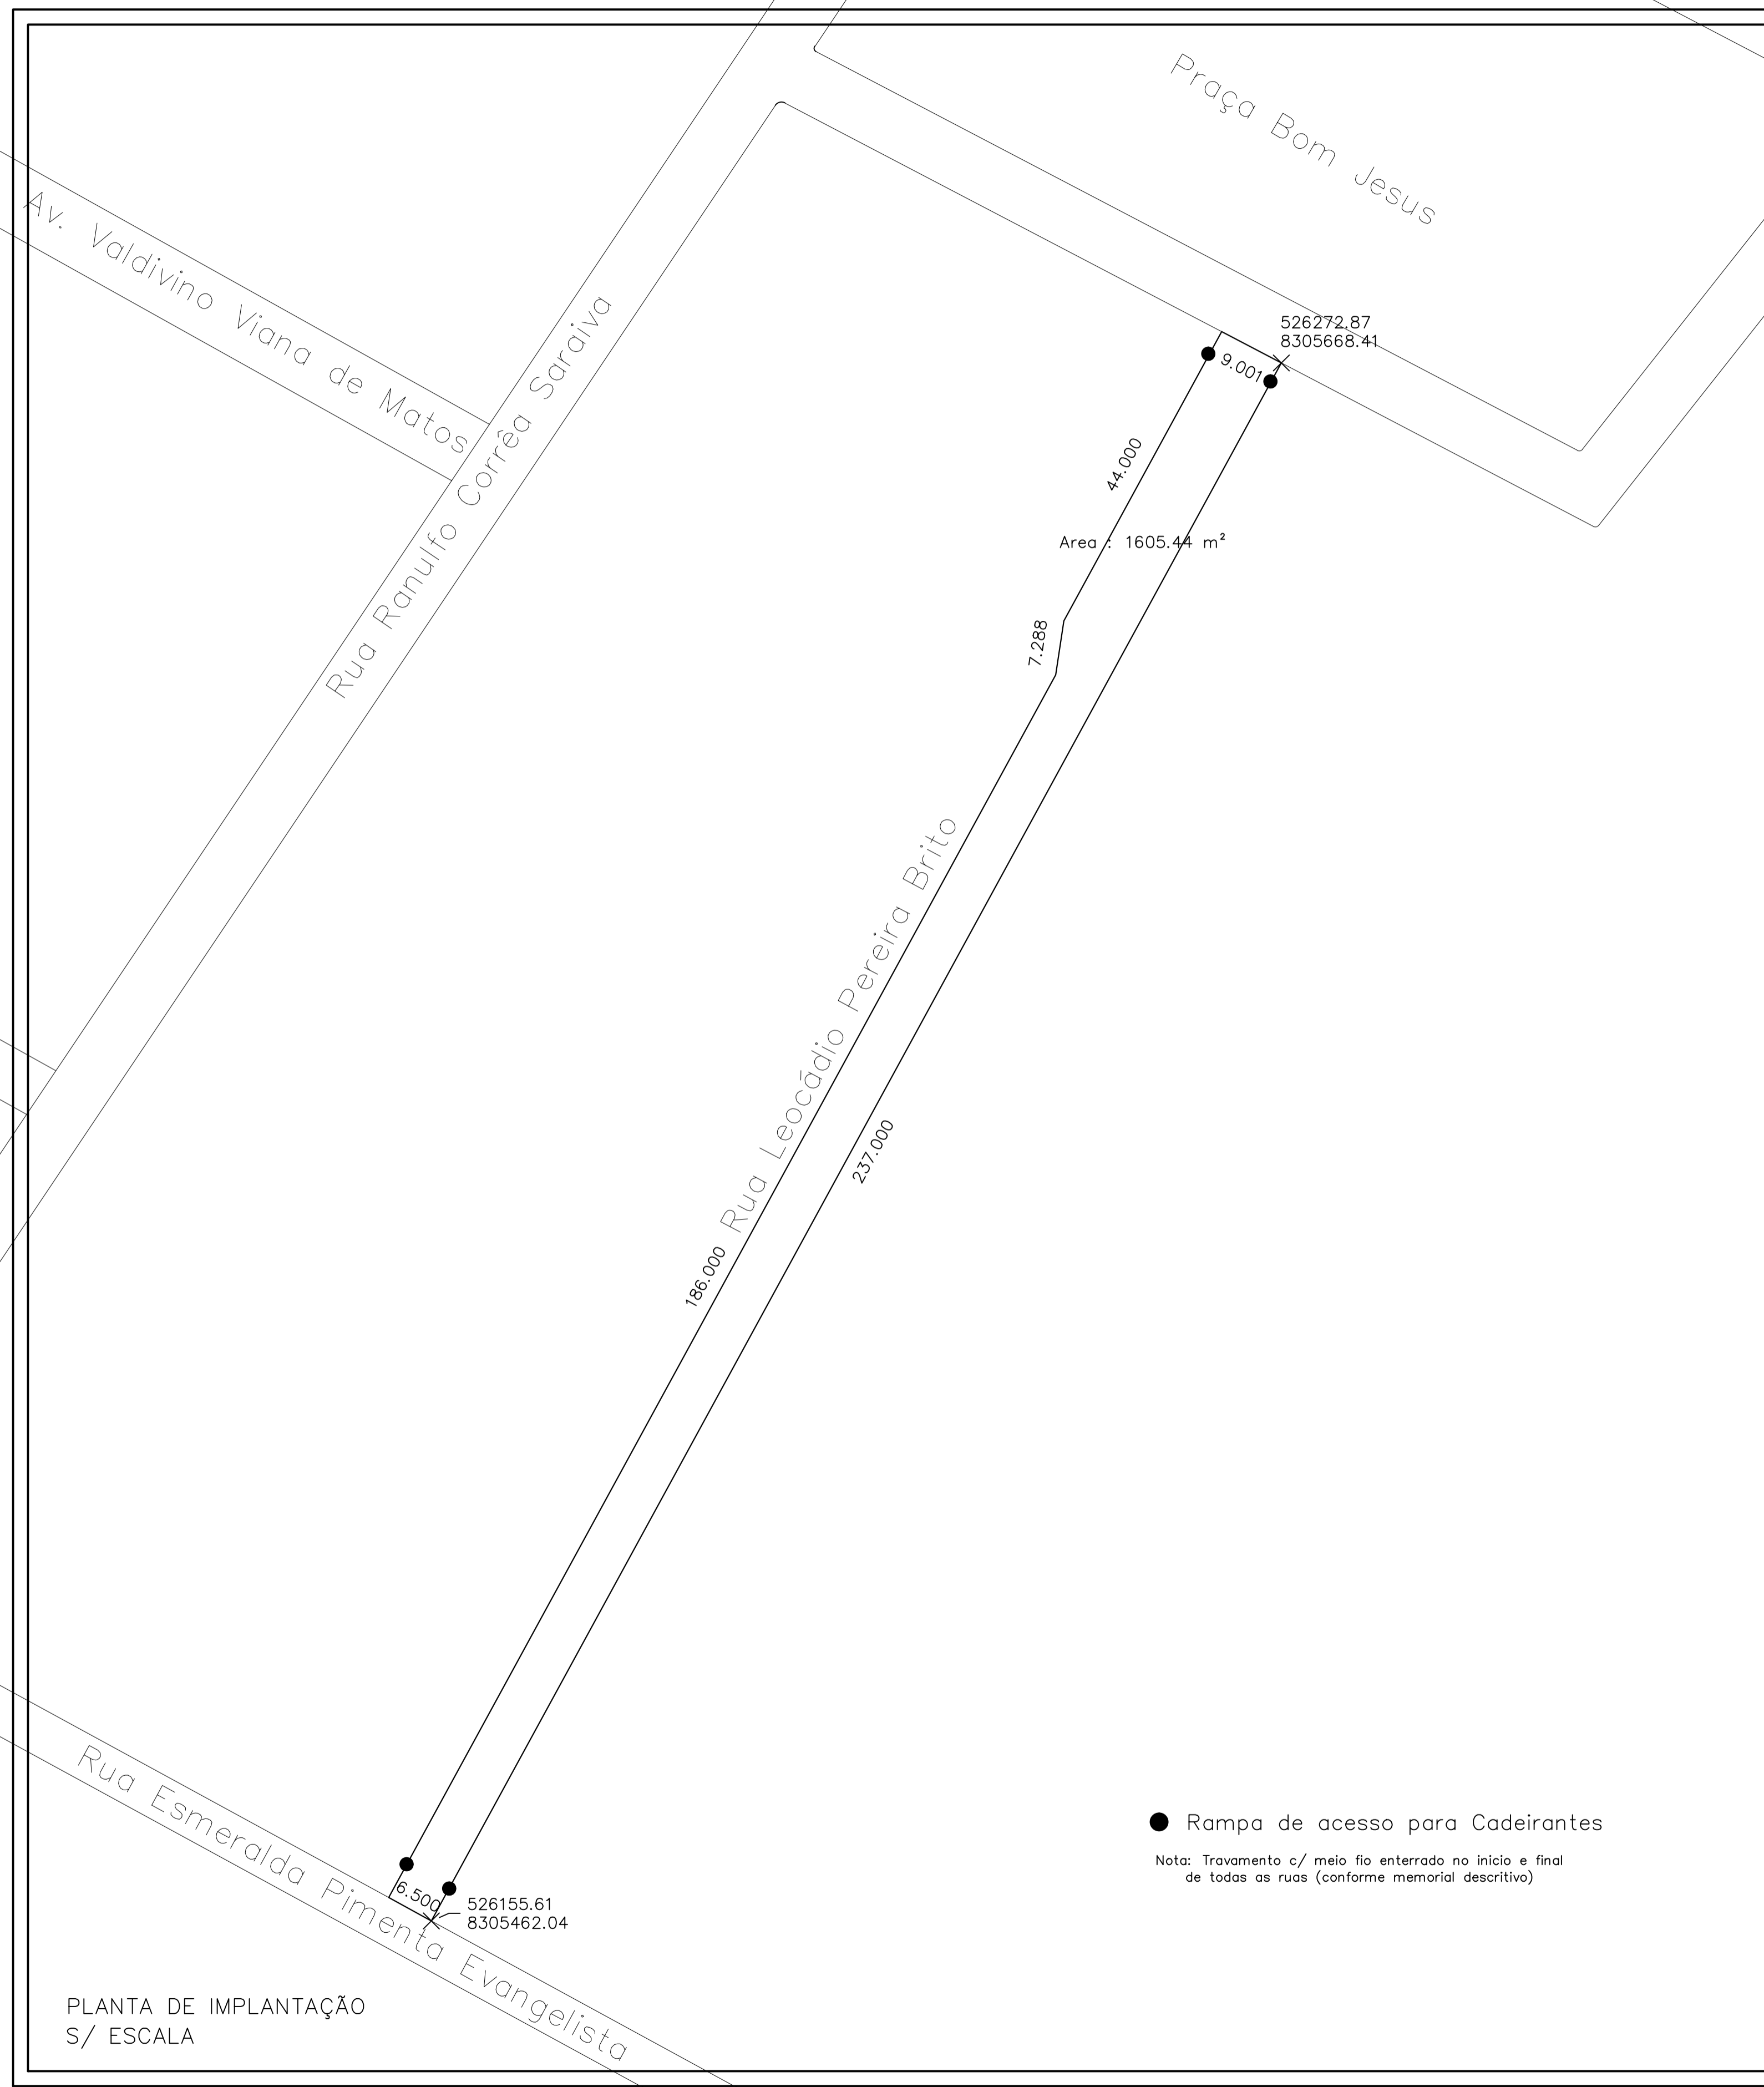 Praça Bom Jesus
Av. Valdivino Viana de Matos
Rua Ranulfo Corrêa Saraiva
526272.87
8305668.41
9.001
44.000
Area : 1605.44 m²
7.288
Rua Leocádio Pereira Brito
237.000
186.000
Rua Esmeralda Pimenta Evangelista
6.500
526155.61
8305462.04
Rampa de acesso para Cadeirantes
Nota: Travamento c/ meio fio enterrado no inicio e final
de todas as ruas (conforme memorial descritivo)
PLANTA DE IMPLANTAÇÃO
S/ ESCALA